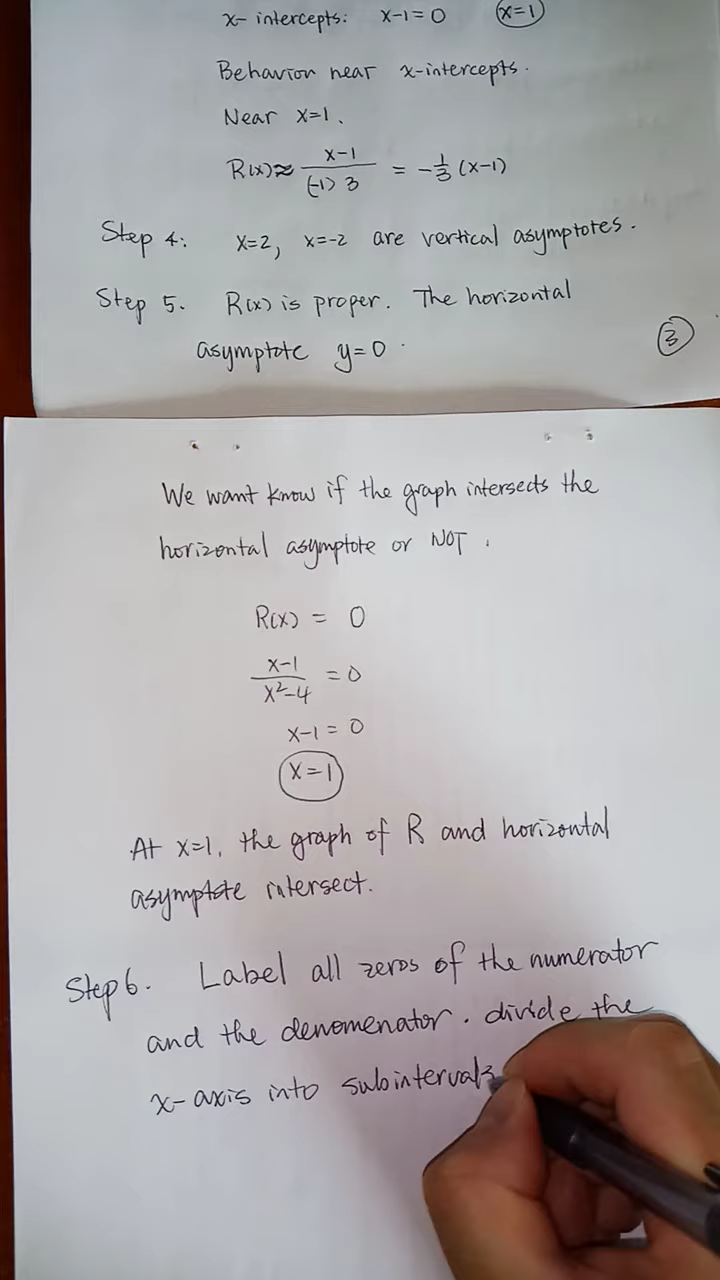 x- intercepts: x-1=0 x=1
Behavior near x-intercepts.
Near x=1.
R(x)≈ x-1 / (-1) 3 = -1/3 (x-1)
Step 4: x=2, x=-2 are vertical asymptotes.
Step 5. R(x) is proper. The horizontal
asymptote y=0.
3
We want know if the graph intersects the
horizontal asymptote or NOT.
R(x) = 0
x-1 / x²-4 = 0
x-1 = 0
x=1
At x=1, the graph of R and horizontal
asymptote intersect.
Step 6. Label all zeros of the numerator
and the denomenator. divide the
x-axis into subintervals